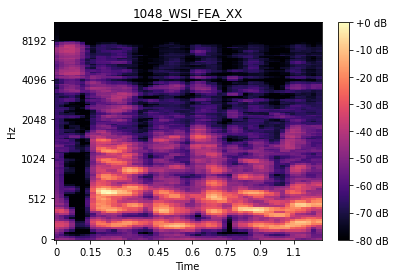 1048_WSI_FEA_XX
Hz
8192
4096
2048
1024
512
0
0 0.15 0.3 0.45 0.6 0.75 0.9 1.1
Time
+0 dB
-10 dB
-20 dB
-30 dB
-40 dB
-50 dB
-60 dB
-70 dB
-80 dB